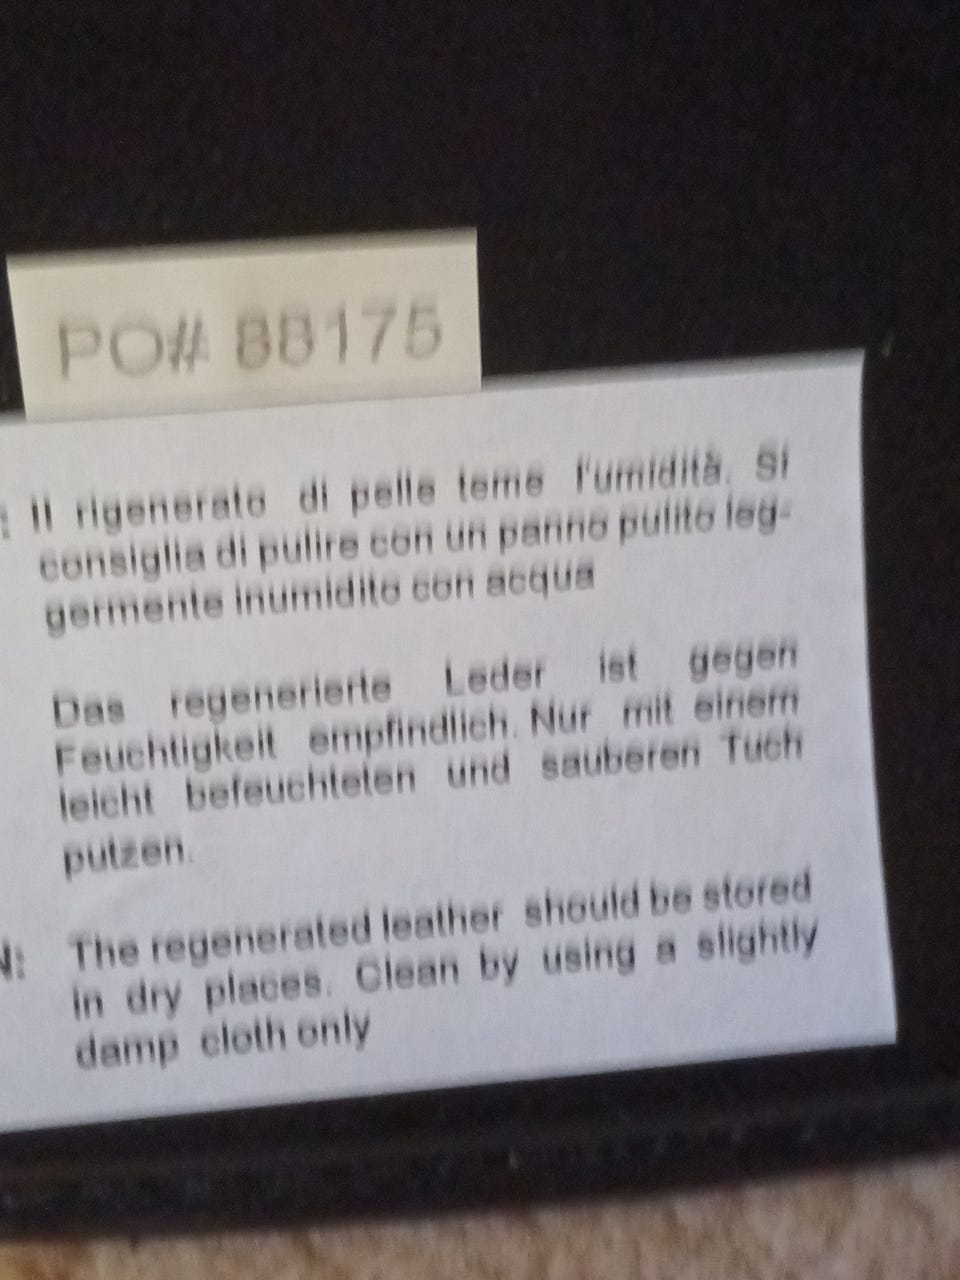 PO# 88175
: Il rigenerato di pelle teme l'umidità. Si
consiglia di pulire con un panno pulito leg-
germente inumidito con acqua
Das regenerierte Leder ist gegen
Feuchtigkeit empfindlich. Nur mit einem
leicht befeuchteten und sauberen Tuch
putzen.
N: The regenerated leather should be stored
in dry places. Clean by using a slightly
damp cloth only